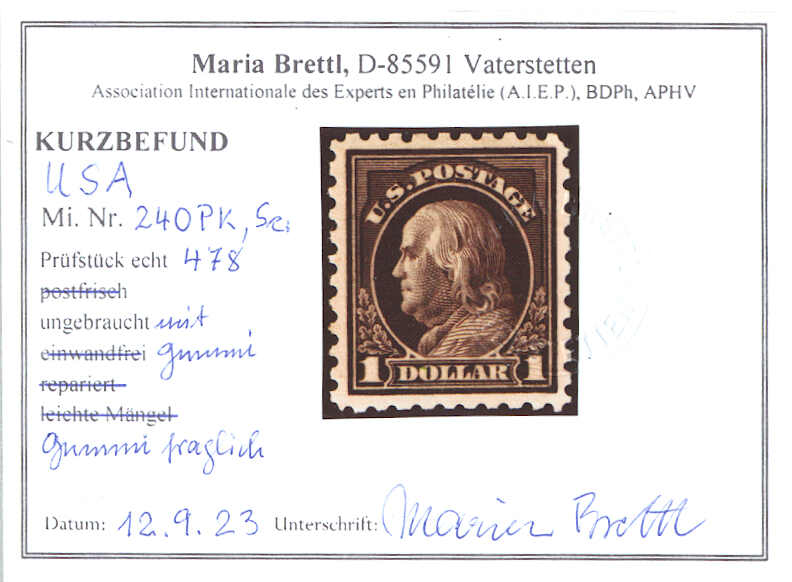 Maria Brettl, D-85591 Vaterstetten
Association Internationale des Experts en Philatélie (A.I.E.P.), BDPh, APHV
KURZBEFUND
USA
Mi. Nr. 240PK, Sc.
Prüfstück echt 478
postfrisch
ungebraucht mit
einwandfrei gummi
repariert
leichte Mängel
Gummi fraglich
U.S. POSTAGE
1 DOLLAR 1
Datum: 12.9.23 Unterschrift: Maria Brettl